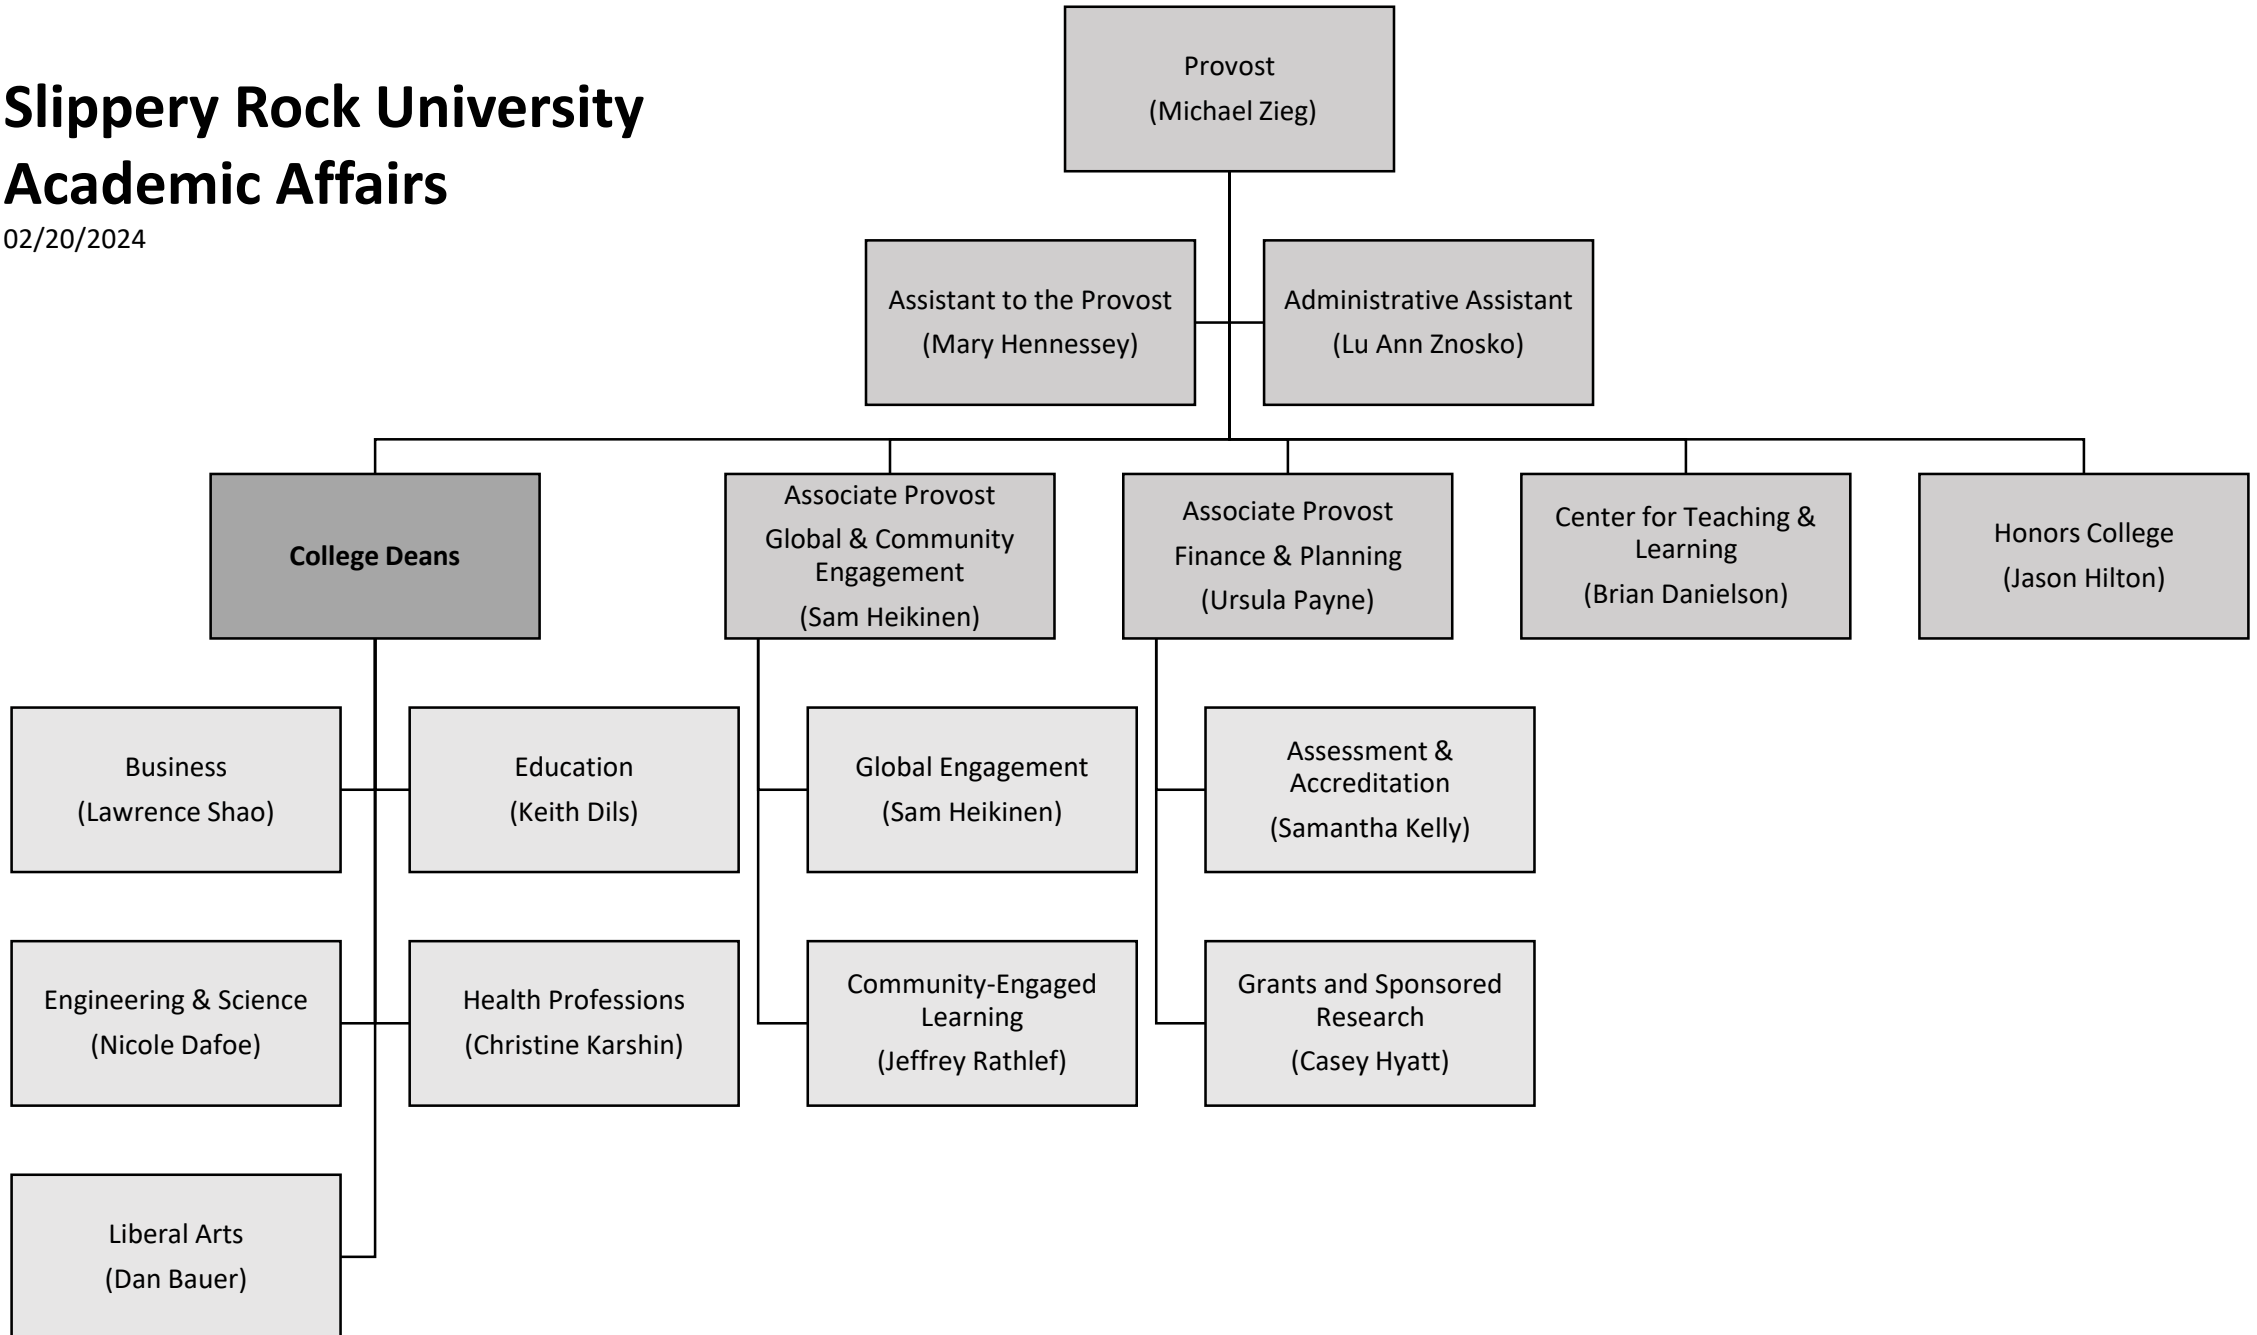 Slippery Rock University
Academic Affairs
02/20/2024
Provost
(Michael Zieg)
Assistant to the Provost
(Mary Hennessey)
Administrative Assistant
(Lu Ann Znosko)
College Deans
Associate Provost
Global & Community
Engagement
(Sam Heikinen)
Associate Provost
Finance & Planning
(Ursula Payne)
Center for Teaching &
Learning
(Brian Danielson)
Honors College
(Jason Hilton)
Business
(Lawrence Shao)
Education
(Keith Dils)
Global Engagement
(Sam Heikinen)
Assessment &
Accreditation
(Samantha Kelly)
Engineering & Science
(Nicole Dafoe)
Health Professions
(Christine Karshin)
Community-Engaged
Learning
(Jeffrey Rathlef)
Grants and Sponsored
Research
(Casey Hyatt)
Liberal Arts
(Dan Bauer)